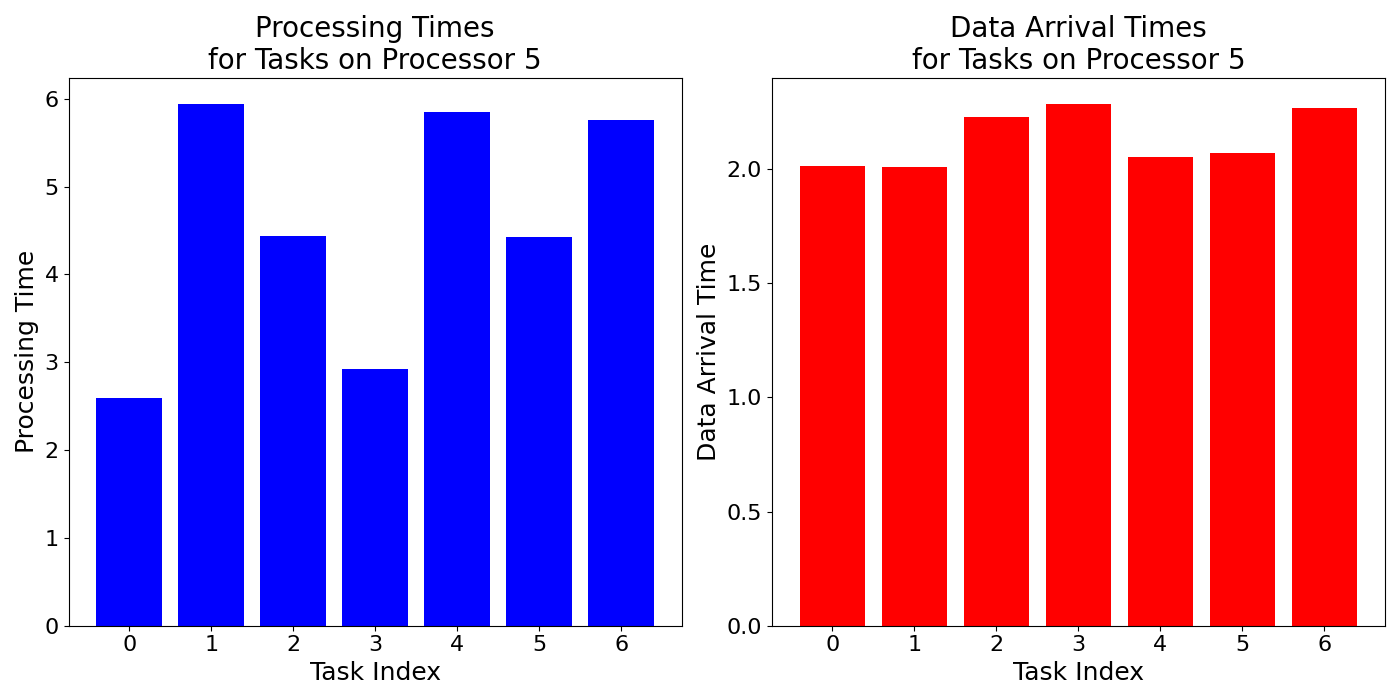 Processing Times
for Tasks on Processor 5
Processing Time
6
5
4
3
2
1
0
0 1 2 3 4 5 6
Task Index
Data Arrival Times
for Tasks on Processor 5
Data Arrival Time
2.0
1.5
1.0
0.5
0.0
0 1 2 3 4 5 6
Task Index